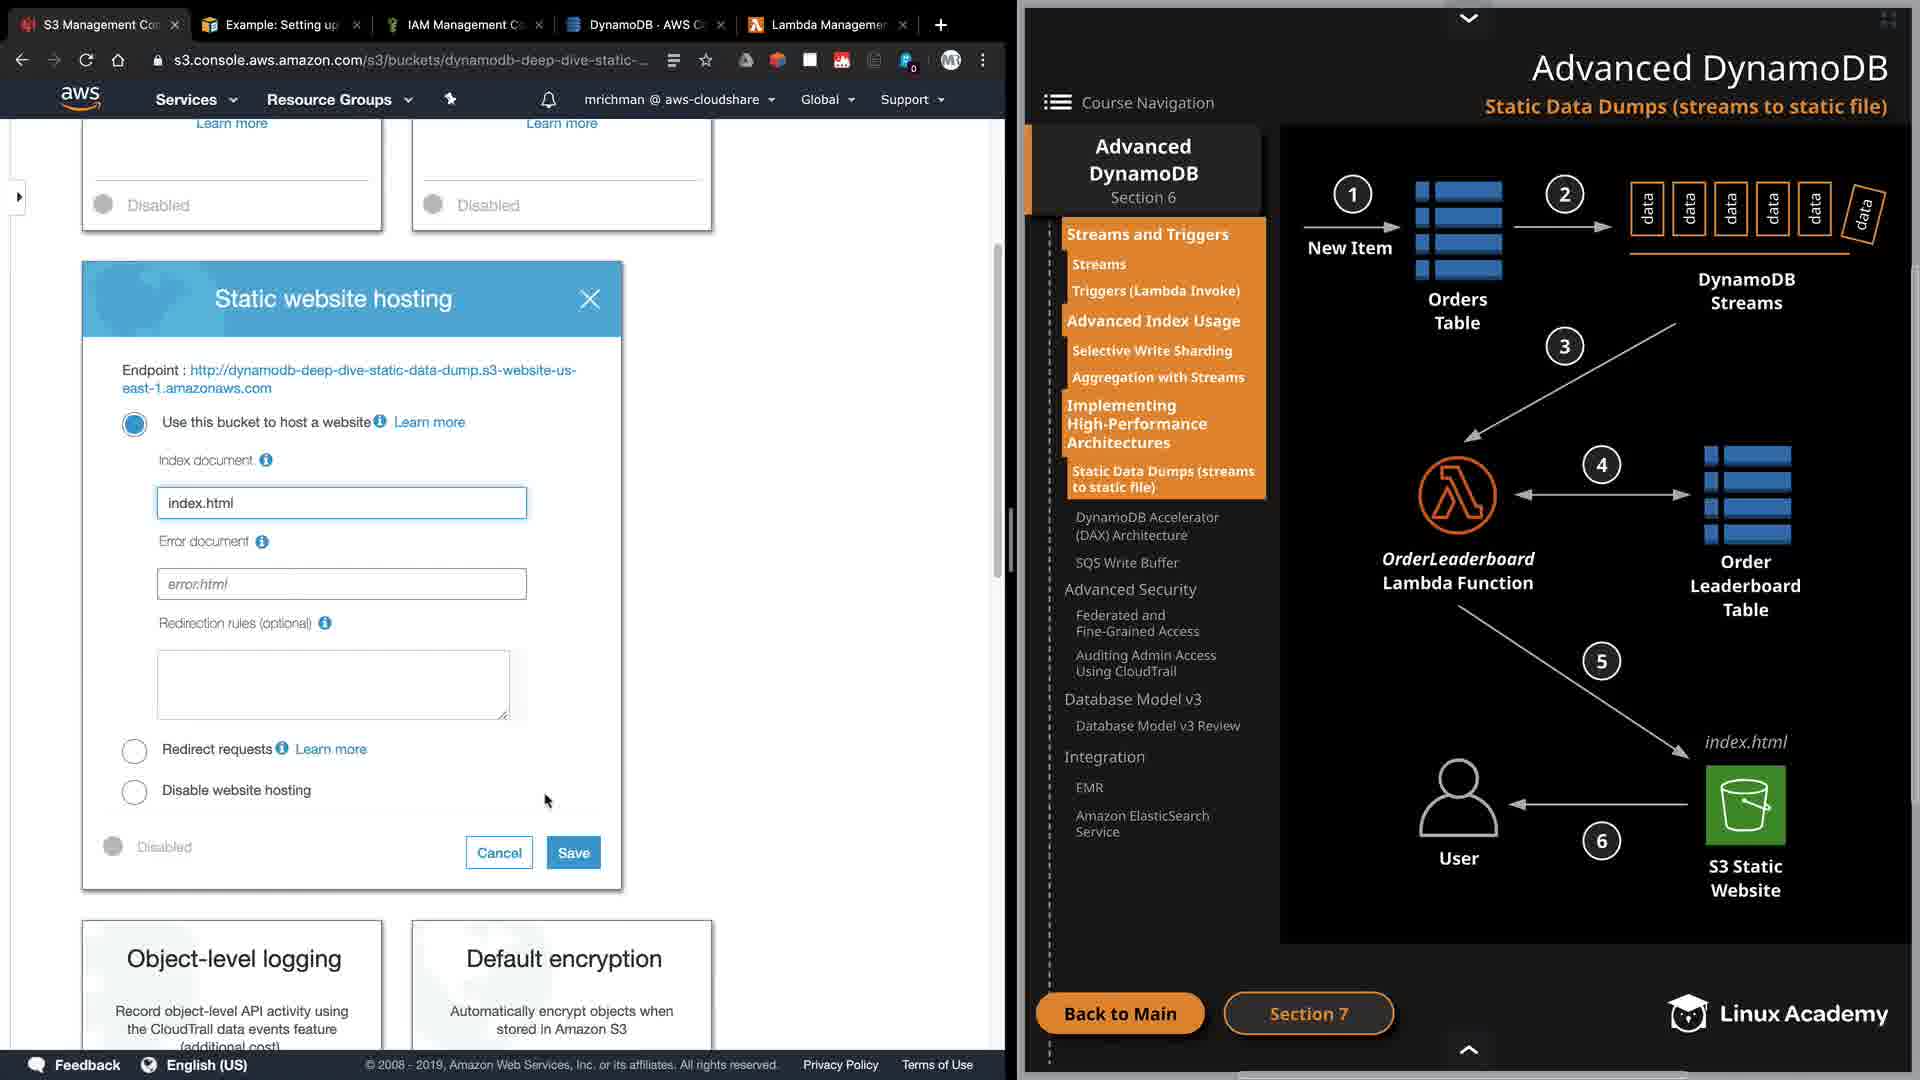 S3 Management Con
Example: Setting up
IAM Management Co
DynamoDB · AWS C
Lambda Managemen
s3.console.aws.amazon.com/s3/buckets/dynamodb-deep-dive-static-...
0
aws
Services
Resource Groups
mrichman @ aws-cloudshare
Global
Support
Learn more
Learn more
Disabled
Disabled
Static website hosting
Endpoint : http://dynamodb-deep-dive-static-data-dump.s3-website-us-
east-1.amazonaws.com
Use this bucket to host a website
Learn more
Index document
index.html
Error document
error.html
Redirection rules (optional)
Redirect requests
Learn more
Disable website hosting
Disabled
Cancel
Save
Object-level logging
Record object-level API activity using
the CloudTrail data events feature
(additional cost)
Default encryption
Automatically encrypt objects when
stored in Amazon S3
Feedback
English (US)
© 2008 - 2019, Amazon Web Services, Inc. or its affiliates. All rights reserved.
Privacy Policy
Terms of Use
Advanced DynamoDB
Static Data Dumps (streams to static file)
Course Navigation
Advanced
DynamoDB
Section 6
Streams and Triggers
Streams
Triggers (Lambda Invoke)
Advanced Index Usage
Selective Write Sharding
Aggregation with Streams
Implementing
High-Performance
Architectures
Static Data Dumps (streams
to static file)
DynamoDB Accelerator
(DAX) Architecture
SQS Write Buffer
Advanced Security
Federated and
Fine-Grained Access
Auditing Admin Access
Using CloudTrail
Database Model v3
Database Model v3 Review
Integration
EMR
Amazon ElasticSearch
Service
1
New Item
Orders
Table
2
data
data
data
data
data
data
DynamoDB
Streams
3
OrderLeaderboard
Lambda Function
4
Order
Leaderboard
Table
5
index.html
S3 Static
Website
6
User
Back to Main
Section 7
Linux Academy